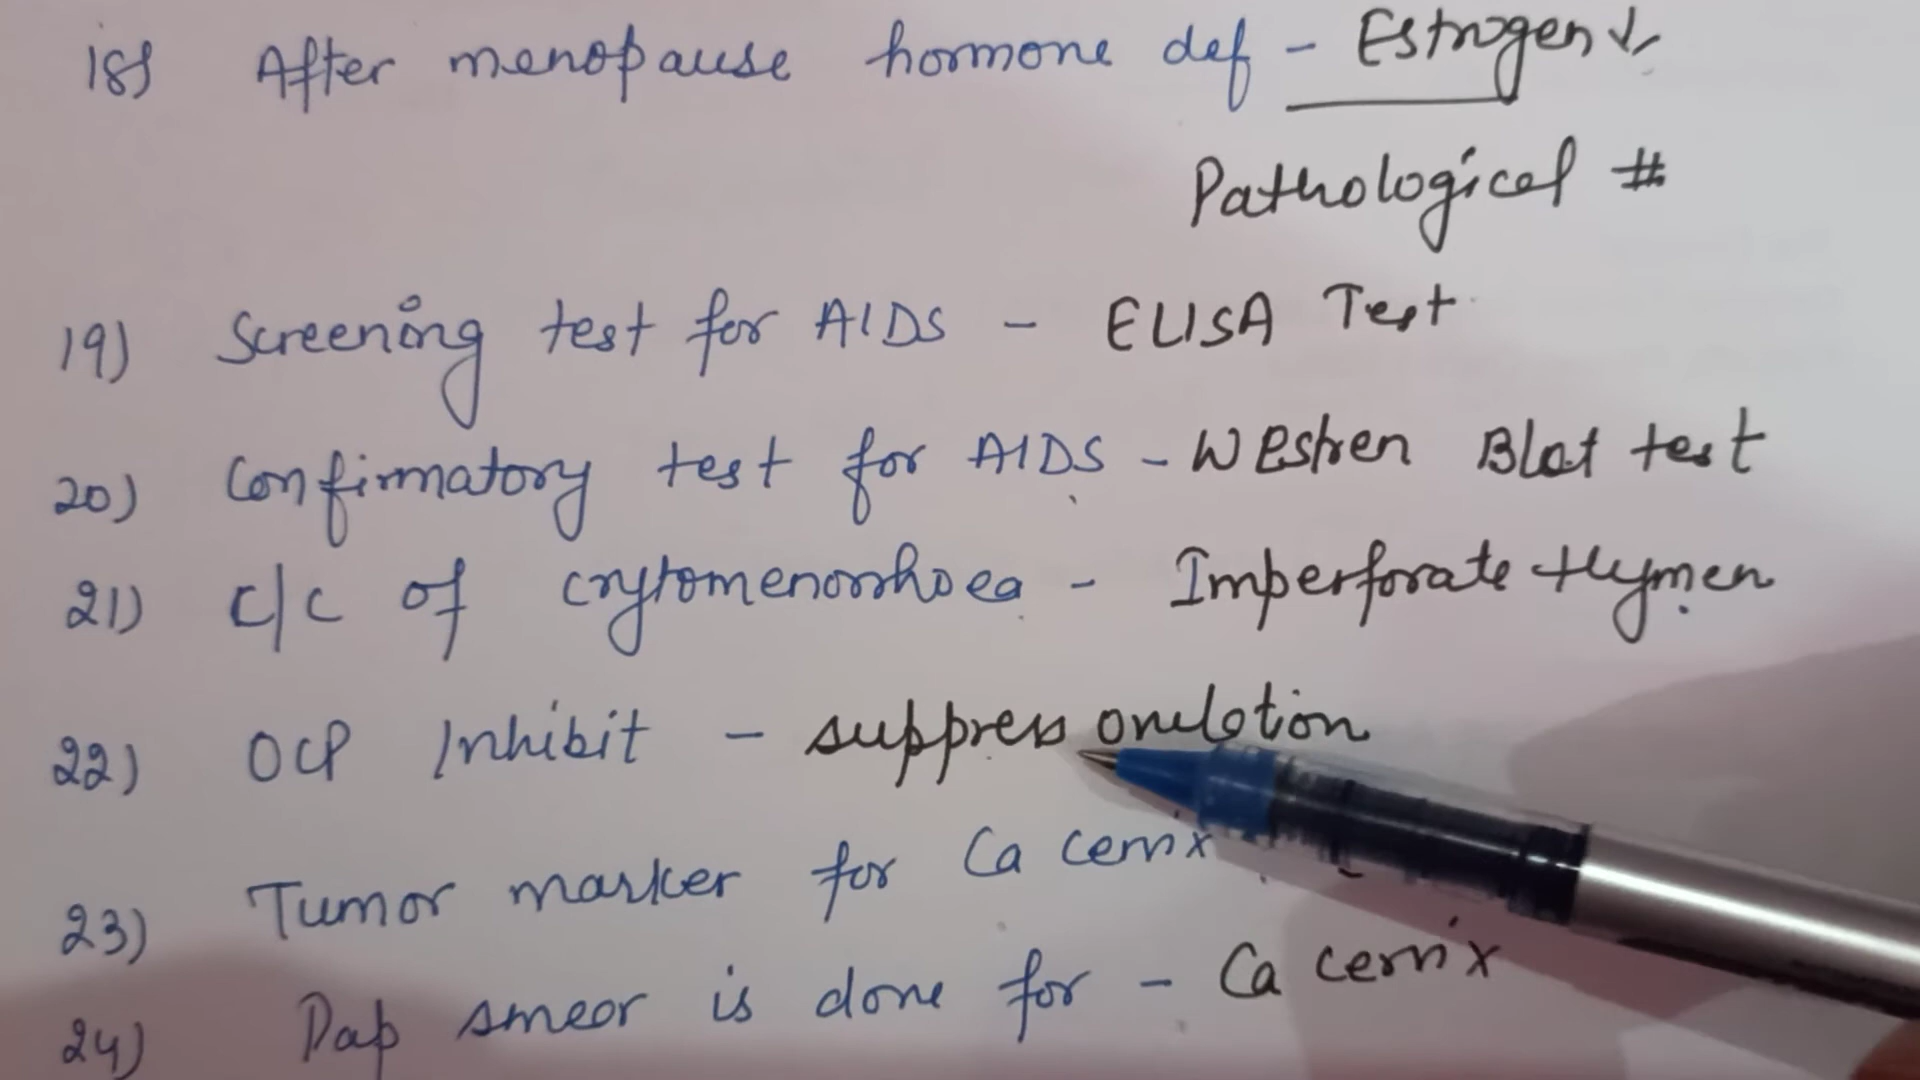 18) After menopause hormone def - Estrogen ↓
Pathological #
19) Screening test for AIDS - ELISA Test
20) Confirmatory test for AIDS - WEstren Blot test
21) C/C of crytomenorrhoea - Imperforate Hymen
22) OCP Inhibit - suppress ovulation
23) Tumor marker for Ca cervix
24) Pap smear is done for - Ca cervix